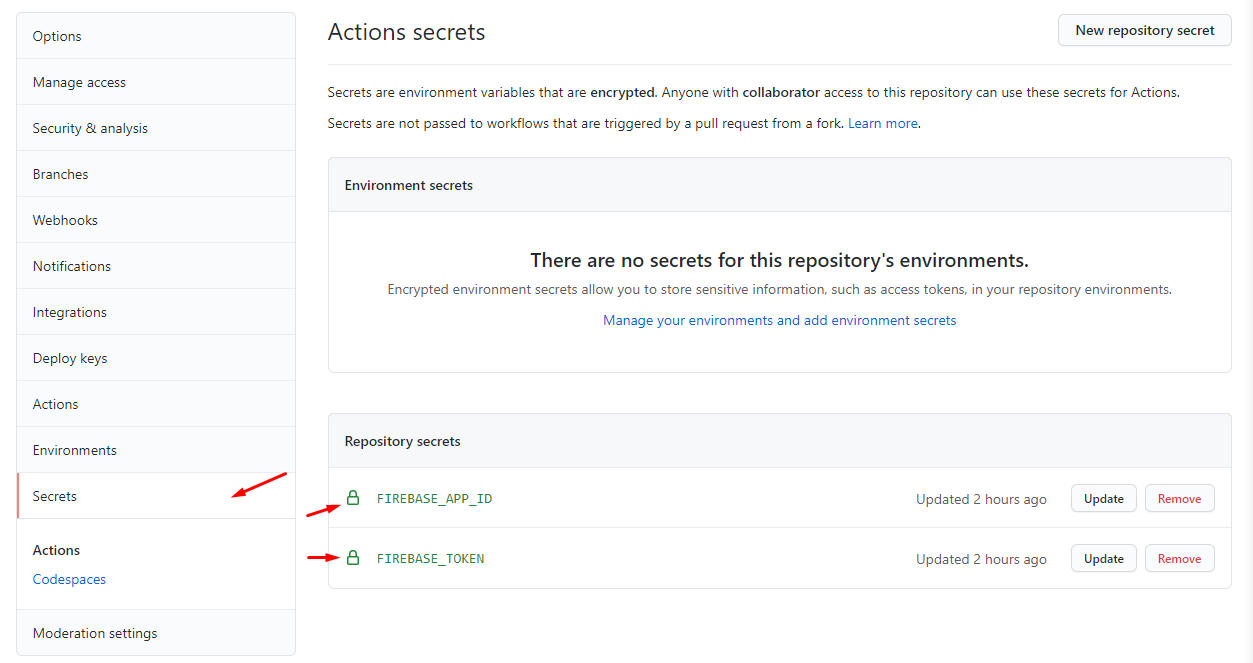 Options
Manage access
Security & analysis
Branches
Webhooks
Notifications
Integrations
Deploy keys
Actions
Environments
Secrets
Actions
Codespaces
Moderation settings
Actions secrets
New repository secret
Secrets are environment variables that are encrypted. Anyone with collaborator access to this repository can use these secrets for Actions.
Secrets are not passed to workflows that are triggered by a pull request from a fork. Learn more.
Environment secrets
There are no secrets for this repository's environments.
Encrypted environment secrets allow you to store sensitive information, such as access tokens, in your repository environments.
Manage your environments and add environment secrets
Repository secrets
FIREBASE_APP_ID Updated 2 hours ago Update Remove
FIREBASE_TOKEN Updated 2 hours ago Update Remove